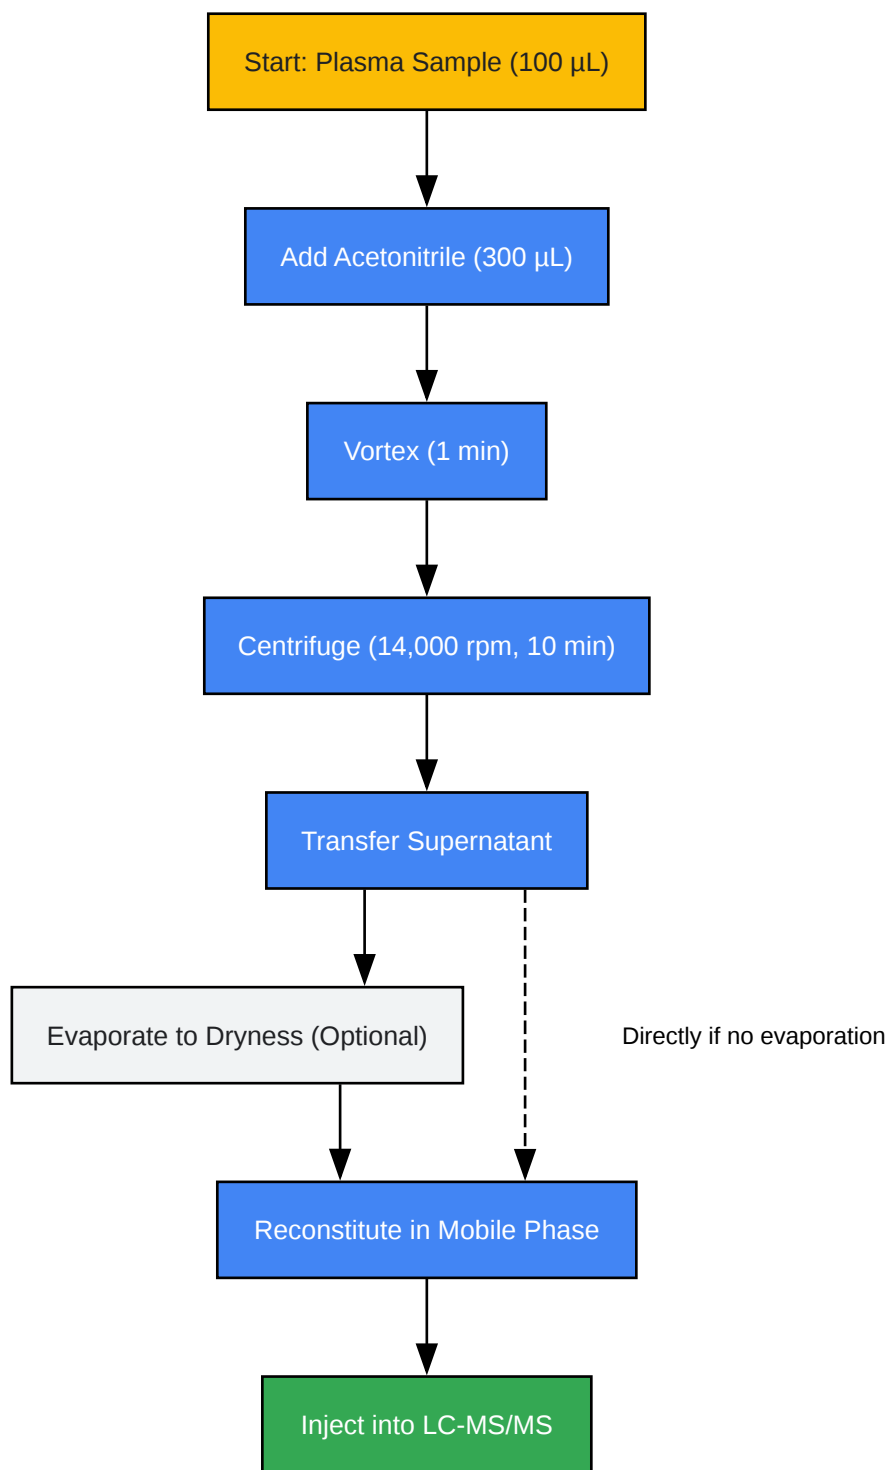 Start: Plasma Sample (100 µL)
Add Acetonitrile (300 µL)
Vortex (1 min)
Centrifuge (14,000 rpm, 10 min)
Transfer Supernatant
Evaporate to Dryness (Optional)
Directly if no evaporation
Reconstitute in Mobile Phase
Inject into LC-MS/MS